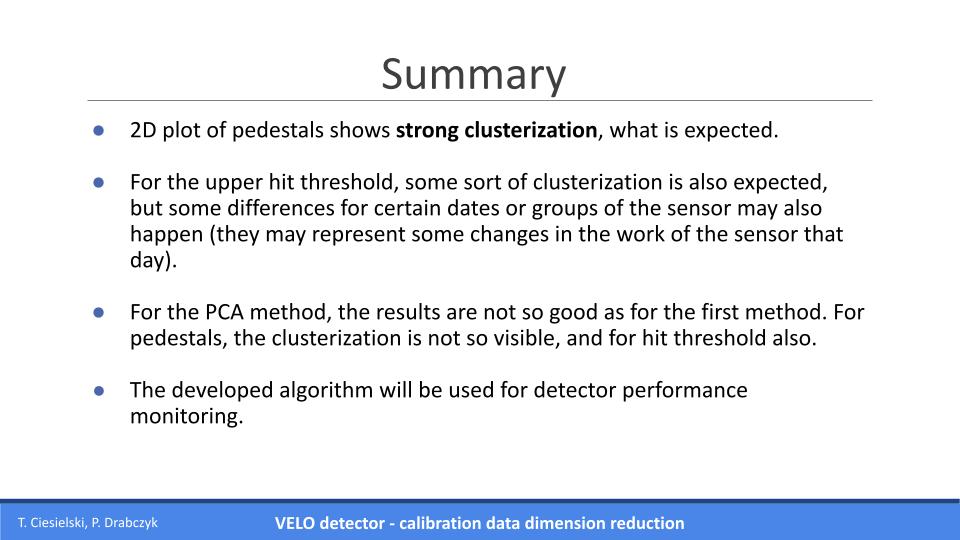 Summary
● 2D plot of pedestals shows strong clusterization, what is expected.
● For the upper hit threshold, some sort of clusterization is also expected,
but some differences for certain dates or groups of the sensor may also
happen (they may represent some changes in the work of the sensor that
day).
● For the PCA method, the results are not so good as for the first method. For
pedestals, the clusterization is not so visible, and for hit threshold also.
● The developed algorithm will be used for detector performance
monitoring.
T. Ciesielski, P. Drabczyk
VELO detector - calibration data dimension reduction